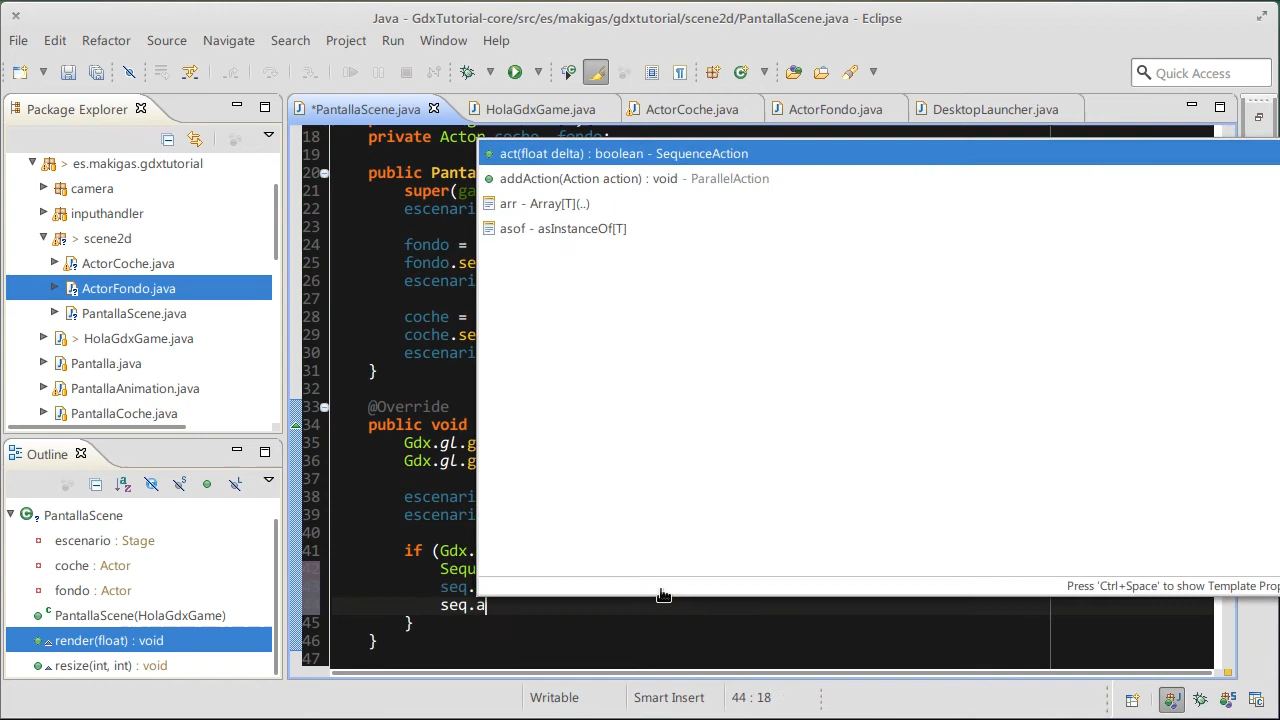 Java - GdxTutorial-core/src/es/makigas/gdxtutorial/scene2d/PantallaScene.java - Eclipse
File Edit Refactor Source Navigate Search Project Run Window Help
Quick Access
Package Explorer
> es.makigas.gdxtutorial
camera
inputhandler
> scene2d
ActorCoche.java
ActorFondo.java
PantallaScene.java
> HolaGdxGame.java
Pantalla.java
PantallaAnimation.java
PantallaCoche.java
Outline
PantallaScene
escenario : Stage
coche : Actor
fondo : Actor
PantallaScene(HolaGdxGame)
render(float) : void
resize(int, int) : void
*PantallaScene.java HolaGdxGame.java ActorCoche.java ActorFondo.java DesktopLauncher.java
18 private Actor coche, fondo;
19
20 public Panta
21 super(ga
22 escenari
23
24 fondo =
25 fondo.se
26 escenari
27
28 coche =
29 coche.se
30 escenari
31 }
32
33 @Override
34 public void
35 Gdx.gl.g
36 Gdx.gl.g
37
38 escenari
39 escenari
40
41 if (Gdx.
Sequ
seq.
seq.a
45 }
46 }
47
act(float delta) : boolean - SequenceAction
addAction(Action action) : void - ParallelAction
arr - Array[T](..)
asof - asInstanceOf[T]
Press 'Ctrl+Space' to show Template Prop
Writable Smart Insert 44 : 18